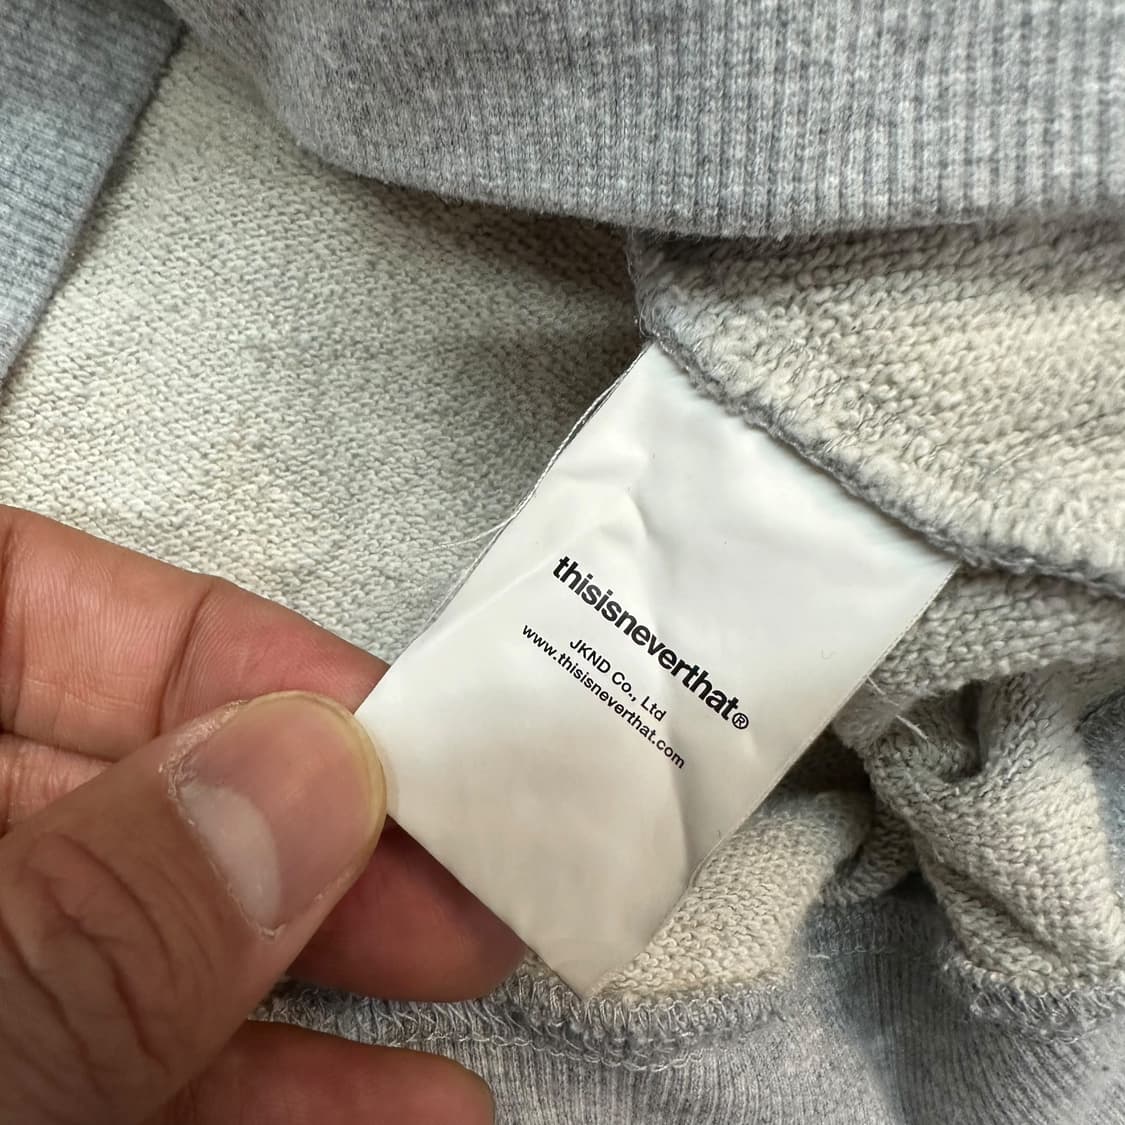 thisisneverthat®
JKND Co., Ltd
www.thisisneverthat.com